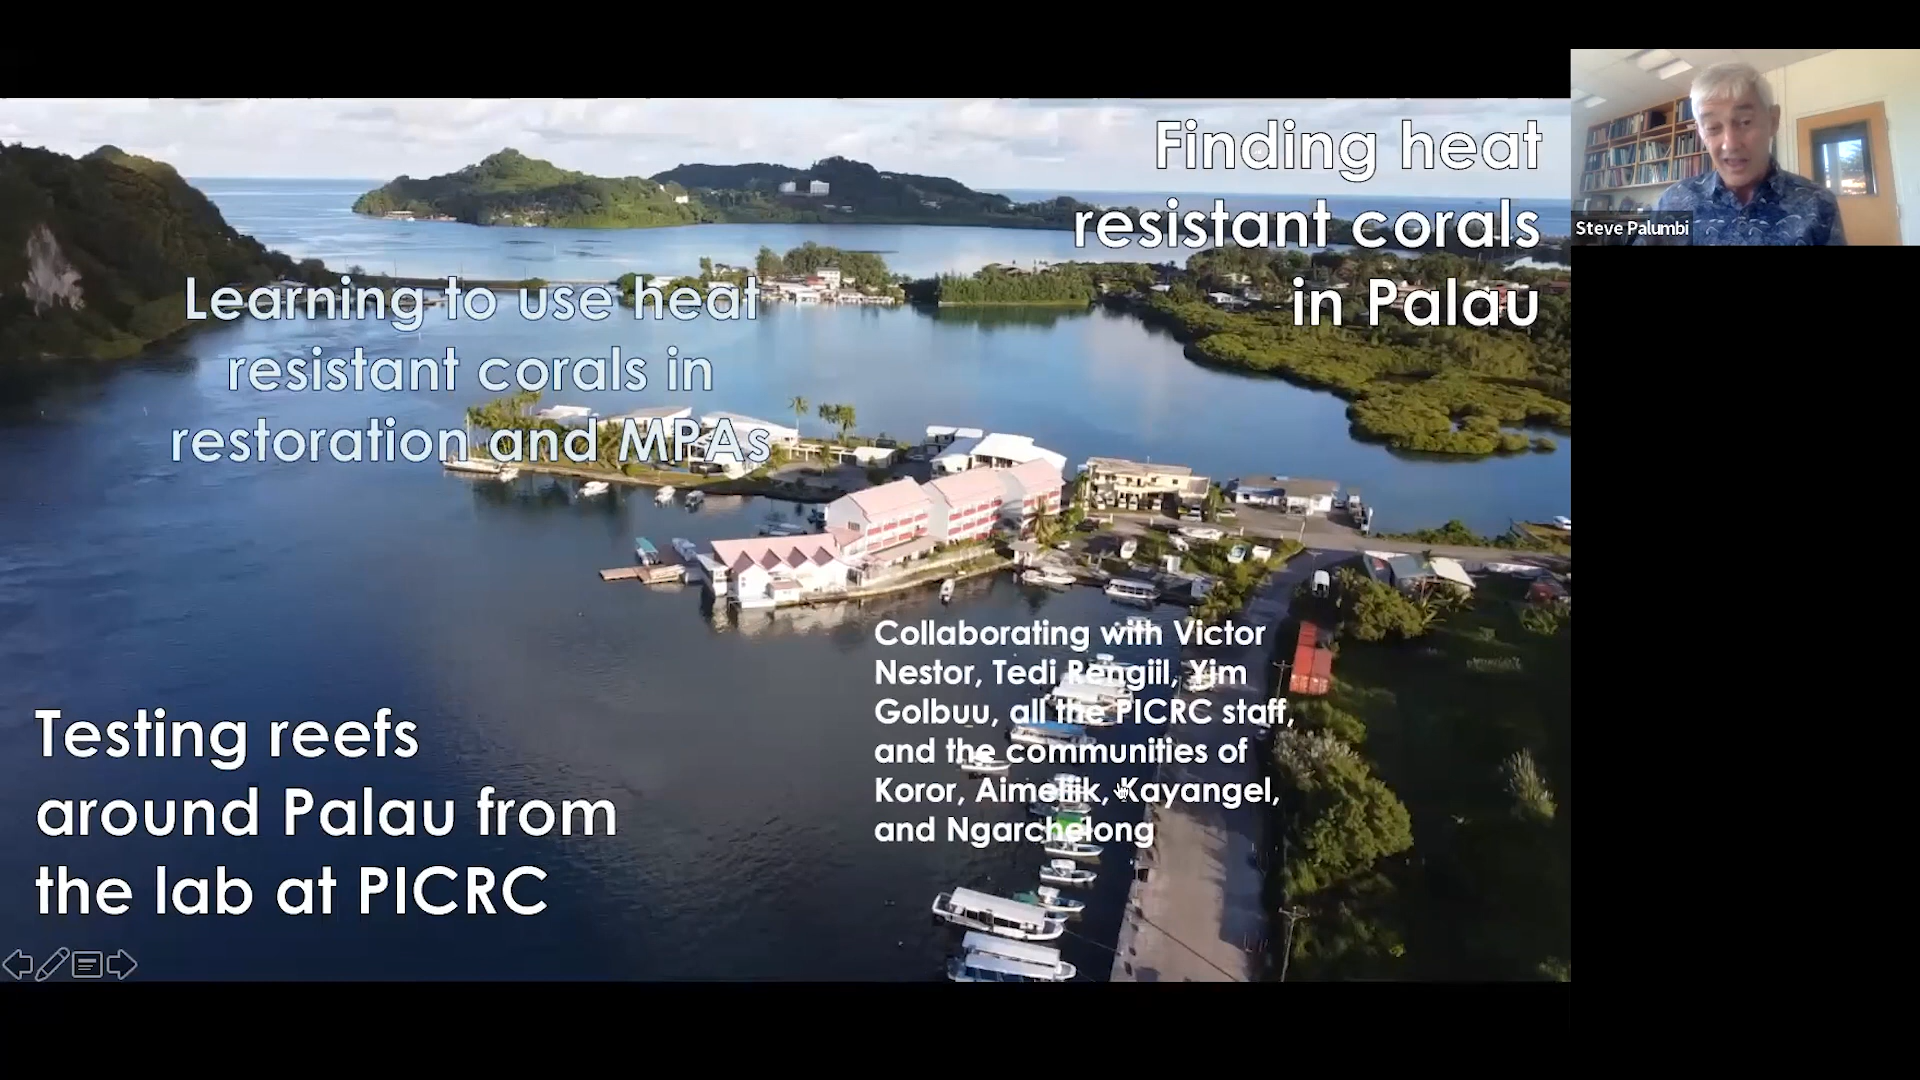 Finding heat
resistant corals
in Palau
Steve Palumbi
Learning to use heat
resistant corals in
restoration and MPAs
Collaborating with Victor
Nestor, Tedi Rengiil, Yim
Golbuu, all the PICRC staff,
and the communities of
Koror, Aimeliik, Kayangel,
and Ngarchelong
Testing reefs
around Palau from
the lab at PICRC